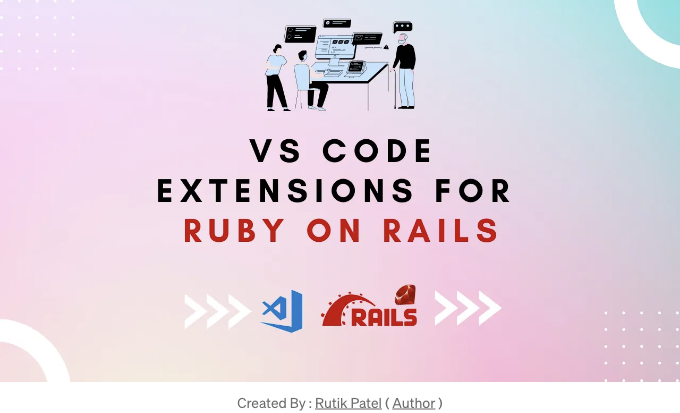 VS CODE
EXTENSIONS FOR
RUBY ON RAILS
RAILS
Created By : Rutik Patel ( Author )